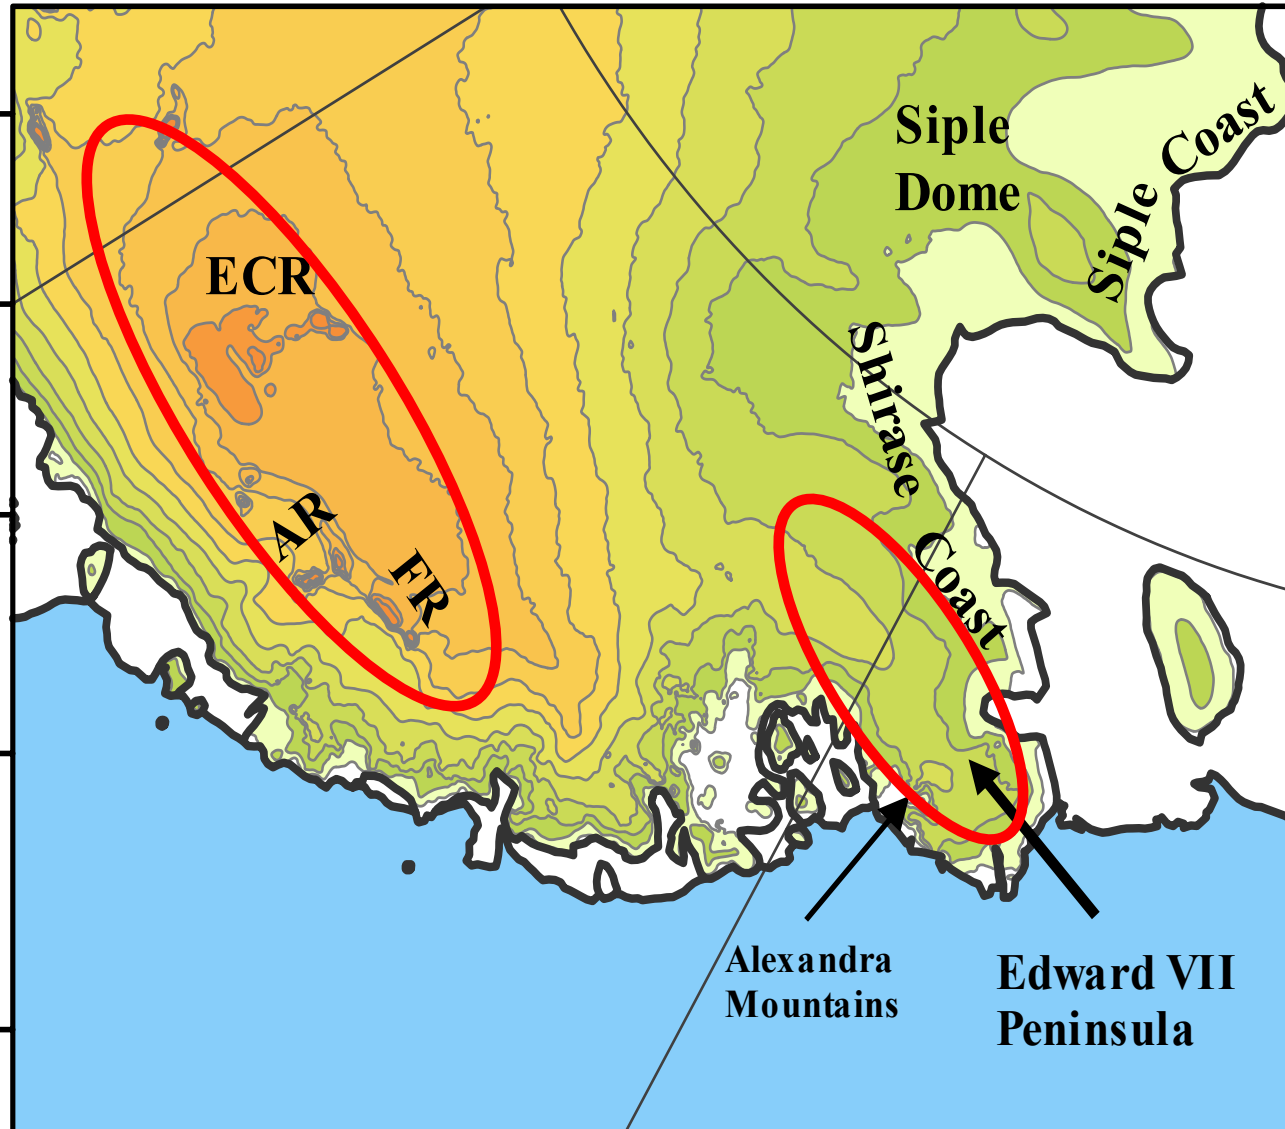 Siple
Dome
Siple Coast
ECR
Shirase
Coast
AR
FR
Alexandra
Mountains
Edward VII
Peninsula